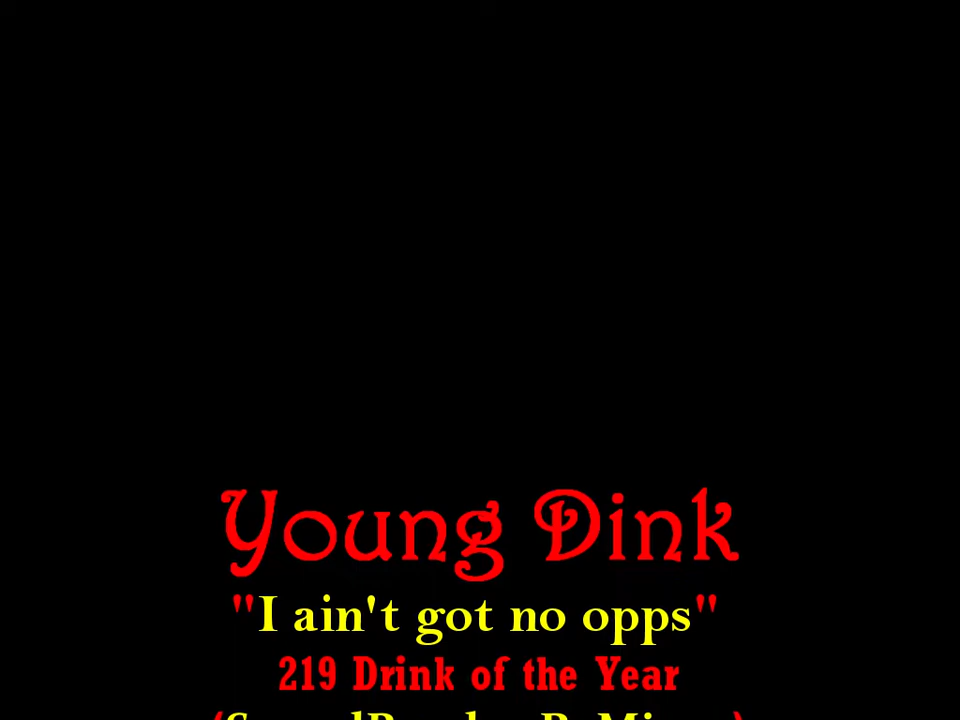 Young Dink
"I ain't got no opps"
219 Drink of the Year